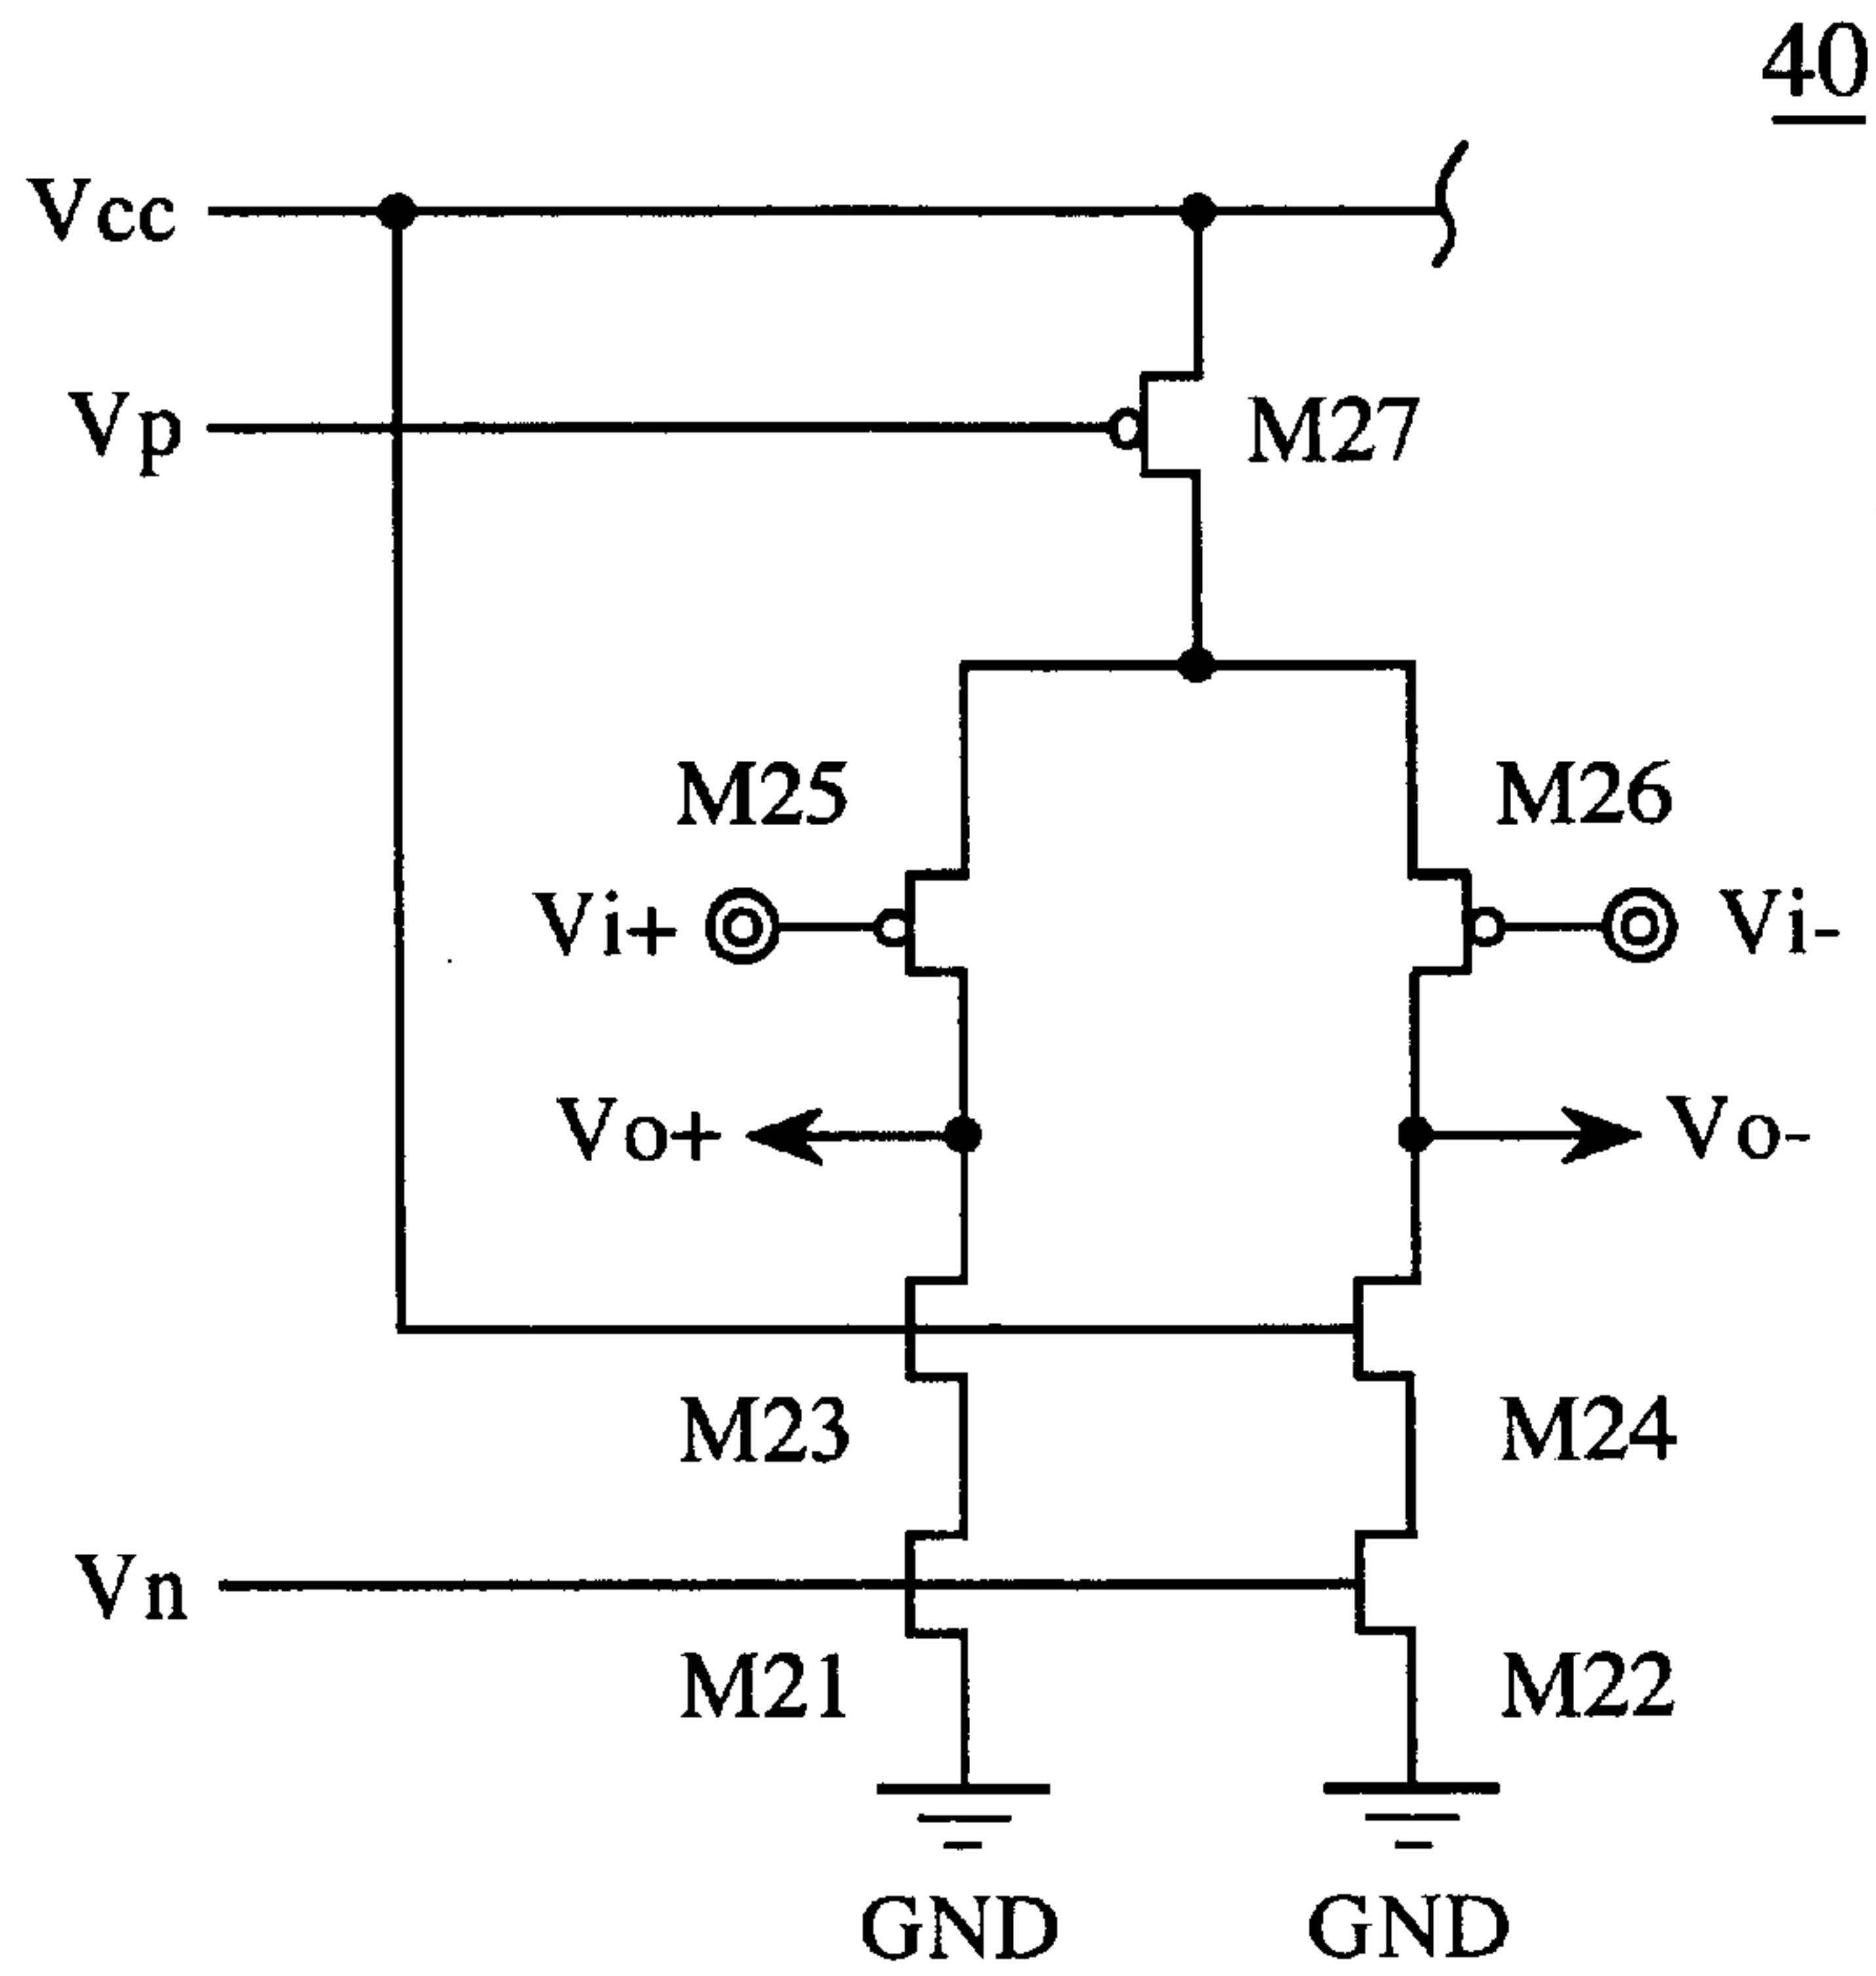 40
Vcc
Vp
M27
M25
M26
Vi+
Vi-
Vo+
Vo-
M23
M24
Vn
M21
M22
GND
GND